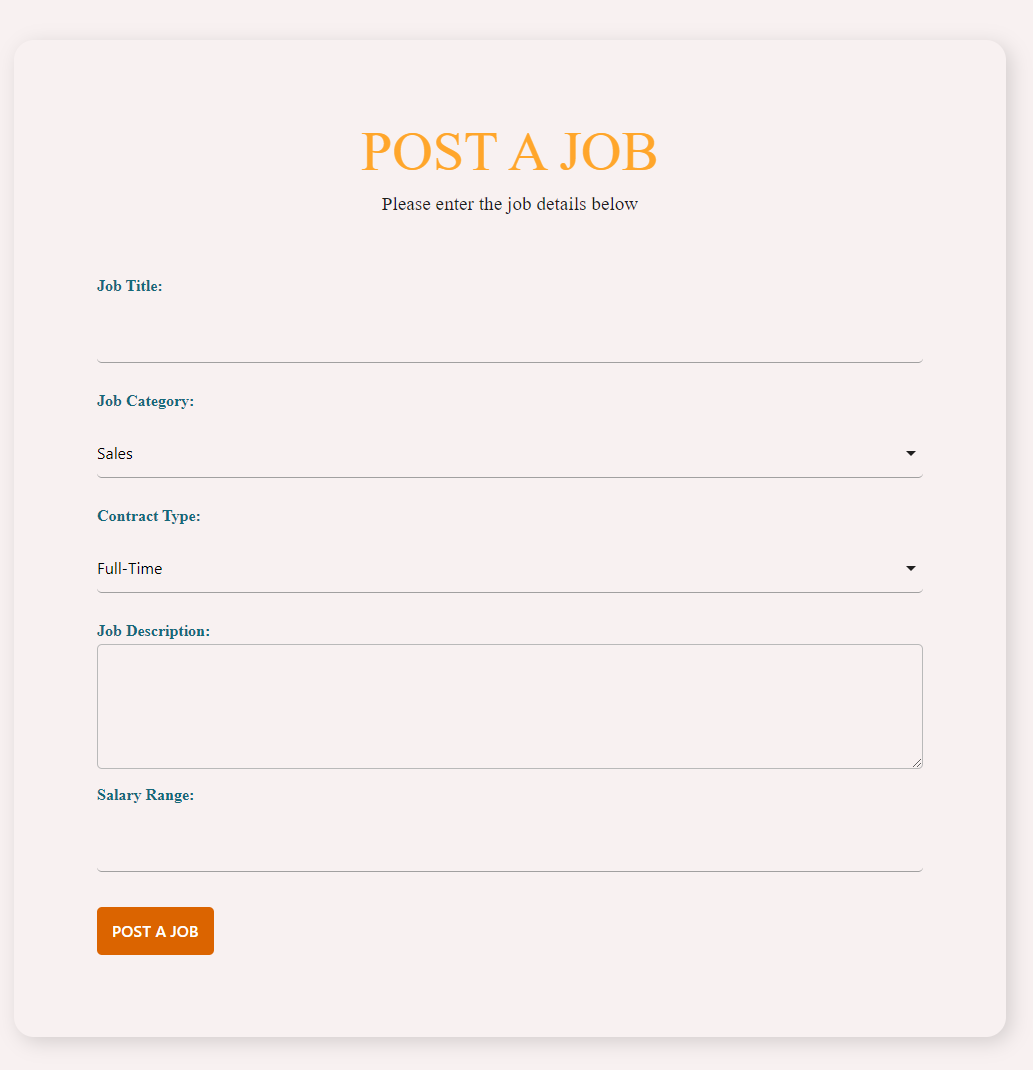 POST A JOB
Please enter the job details below
Job Title:
Job Category:
Sales
Contract Type:
Full-Time
Job Description:
Salary Range:
POST A JOB